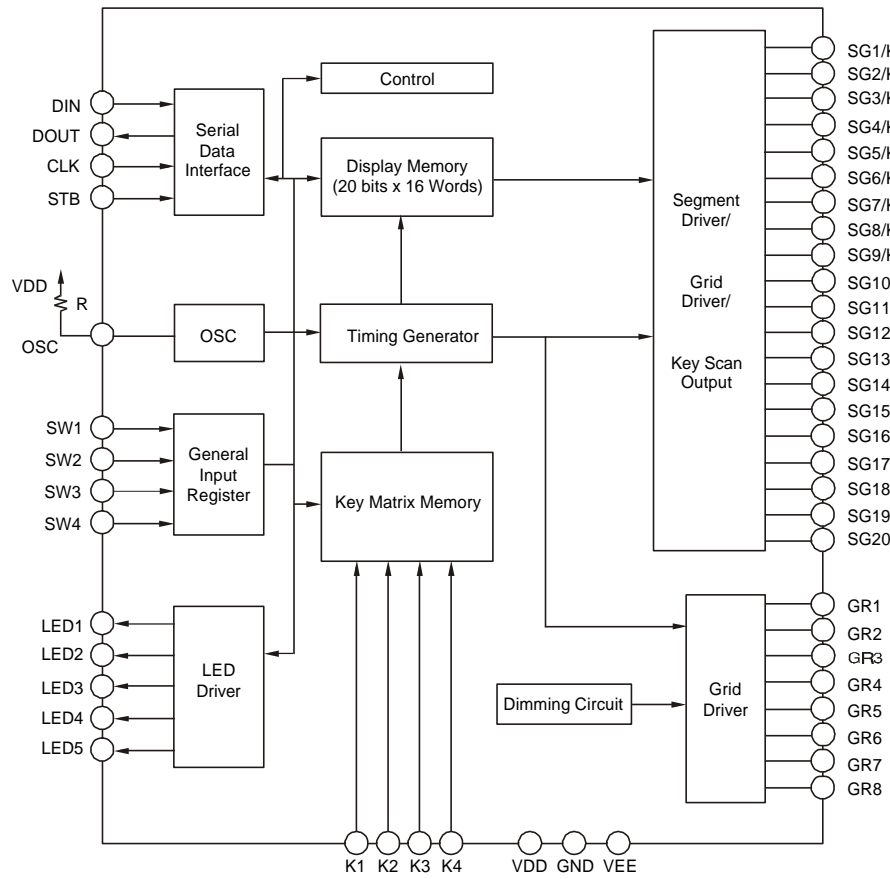 DIN
DOUT
CLK
STB
Serial
Data
Interface
Control
Display Memory
(20 bits x 16 Words)
VDD
R
OSC
OSC
Timing Generator
SW1
SW2
SW3
SW4
General
Input
Register
Key Matrix Memory
LED1
LED2
LED3
LED4
LED5
LED
Driver
Dimming Circuit
Grid
Driver
Segment
Driver/
Grid
Driver/
Key Scan
Output
SG1/K
SG2/K
SG3/K
SG4/K
SG5/K
SG6/K
SG7/K
SG8/K
SG9/K
SG10
SG11
SG12
SG13
SG14
SG15
SG16
SG17
SG18
SG19
SG20
GR1
GR2
GR3
GR4
GR5
GR6
GR7
GR8
K1 K2 K3 K4 VDD GND VEE